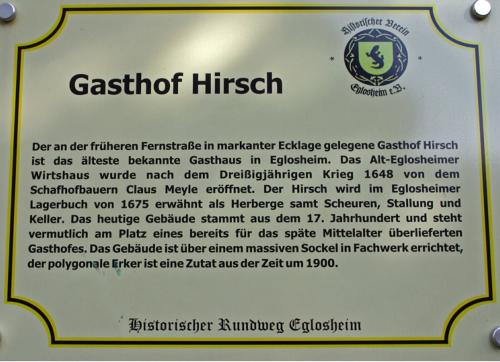 Historischer Verein
Eglosheim e.V.
Gasthof Hirsch
Der an der früheren Fernstraße in markanter Ecklage gelegene Gasthof Hirsch
ist das älteste bekannte Gasthaus in Eglosheim. Das Alt-Eglosheimer
Wirtshaus wurde nach dem Dreißigjährigen Krieg 1648 von dem
Schafhofbauern Claus Meyle eröffnet. Der Hirsch wird im Eglosheimer
Lagerbuch von 1675 erwähnt als Herberge samt Scheuren, Stallung und
Keller. Das heutige Gebäude stammt aus dem 17. Jahrhundert und steht
vermutlich am Platz eines bereits für das späte Mittelalter überlieferten
Gasthofes. Das Gebäude ist über einem massiven Sockel in Fachwerk errichtet,
der polygonale Erker ist eine Zutat aus der Zeit um 1900.
Historischer Rundweg Eglosheim